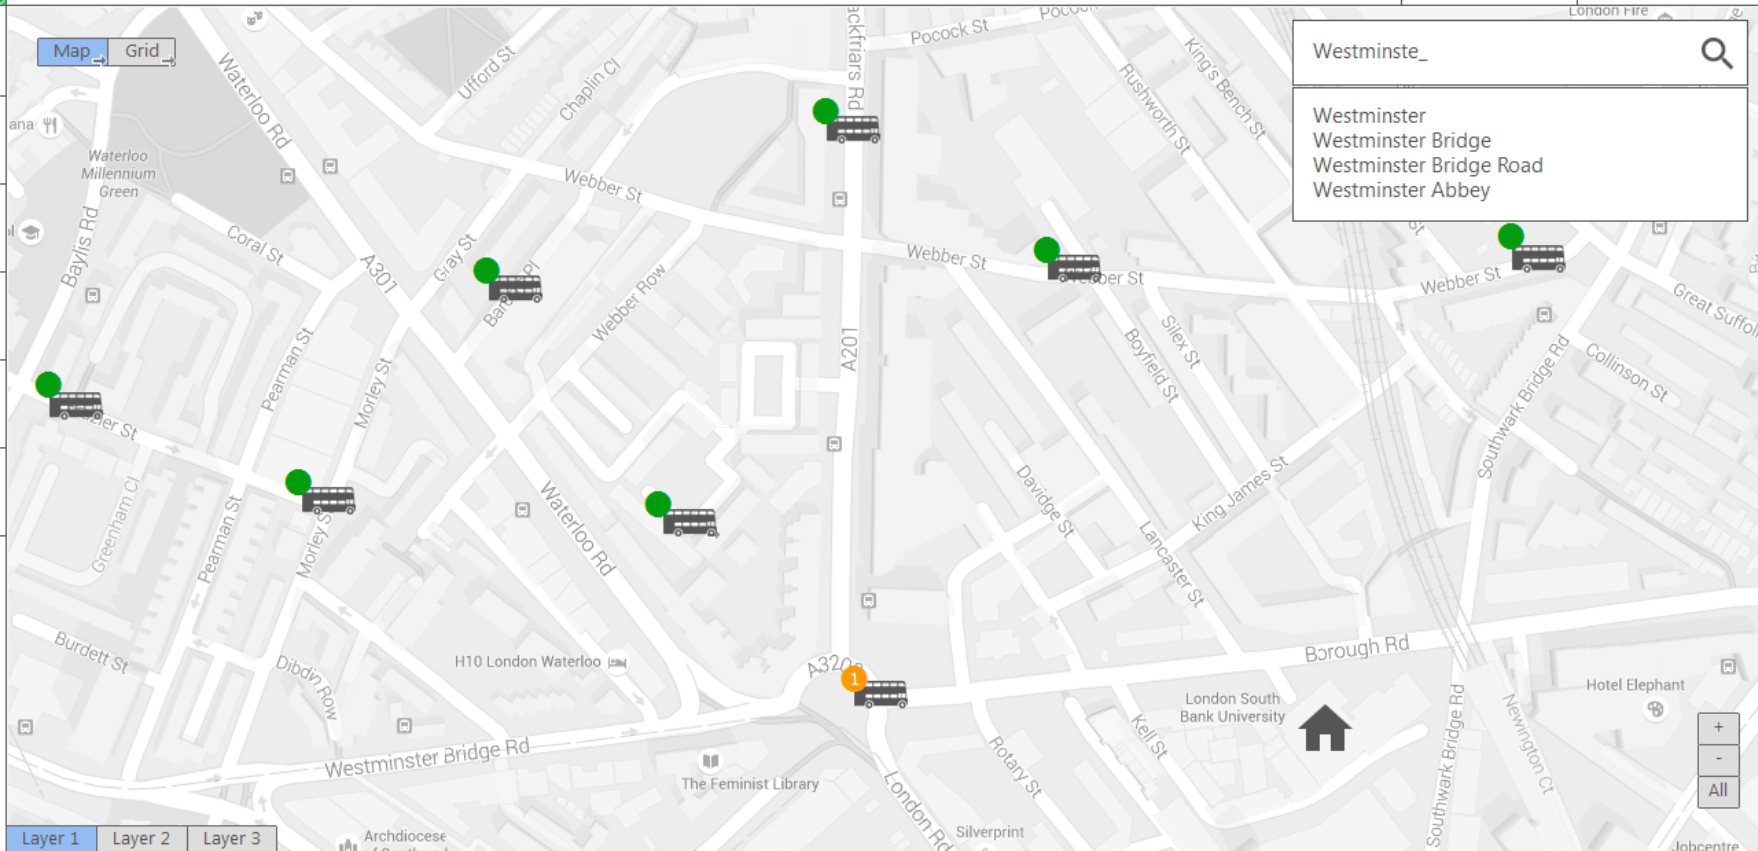 London Fire
Pocock St
Map
Grid
Ufford St
Chaplin Cl
ackfriars Rd
King's Bench St
Westminste_
Waterloo Rd
Rushworth St
Westminster
Westminster Bridge
Westminster Bridge Road
Westminster Abbey
ana
Waterloo
Millennium
Green
Webber St
Baylis Rd
Coral St
A301
Gray St
Webber Row
Webber St
Webber St
Great Suffol
A201
Silex St
Boyfield St
Collinson St
Southwark Bridge Rd
Pearman St
Morley St
Greenham Cl
Pearman St
Waterloo Rd
Davidge St
King James St
Lancaster St
Burdett St
Dibdin Row
H10 London Waterloo
A320
1
Borough Rd
London South
Bank University
Hotel Elephant
Westminster Bridge Rd
The Feminist Library
Rotary St
Kell St
London Rd
Southwark Bridge Rd
Newington Ct
+
-
All
Silverprint
Layer 1
Layer 2
Layer 3
Archdiocese
Jobcentre